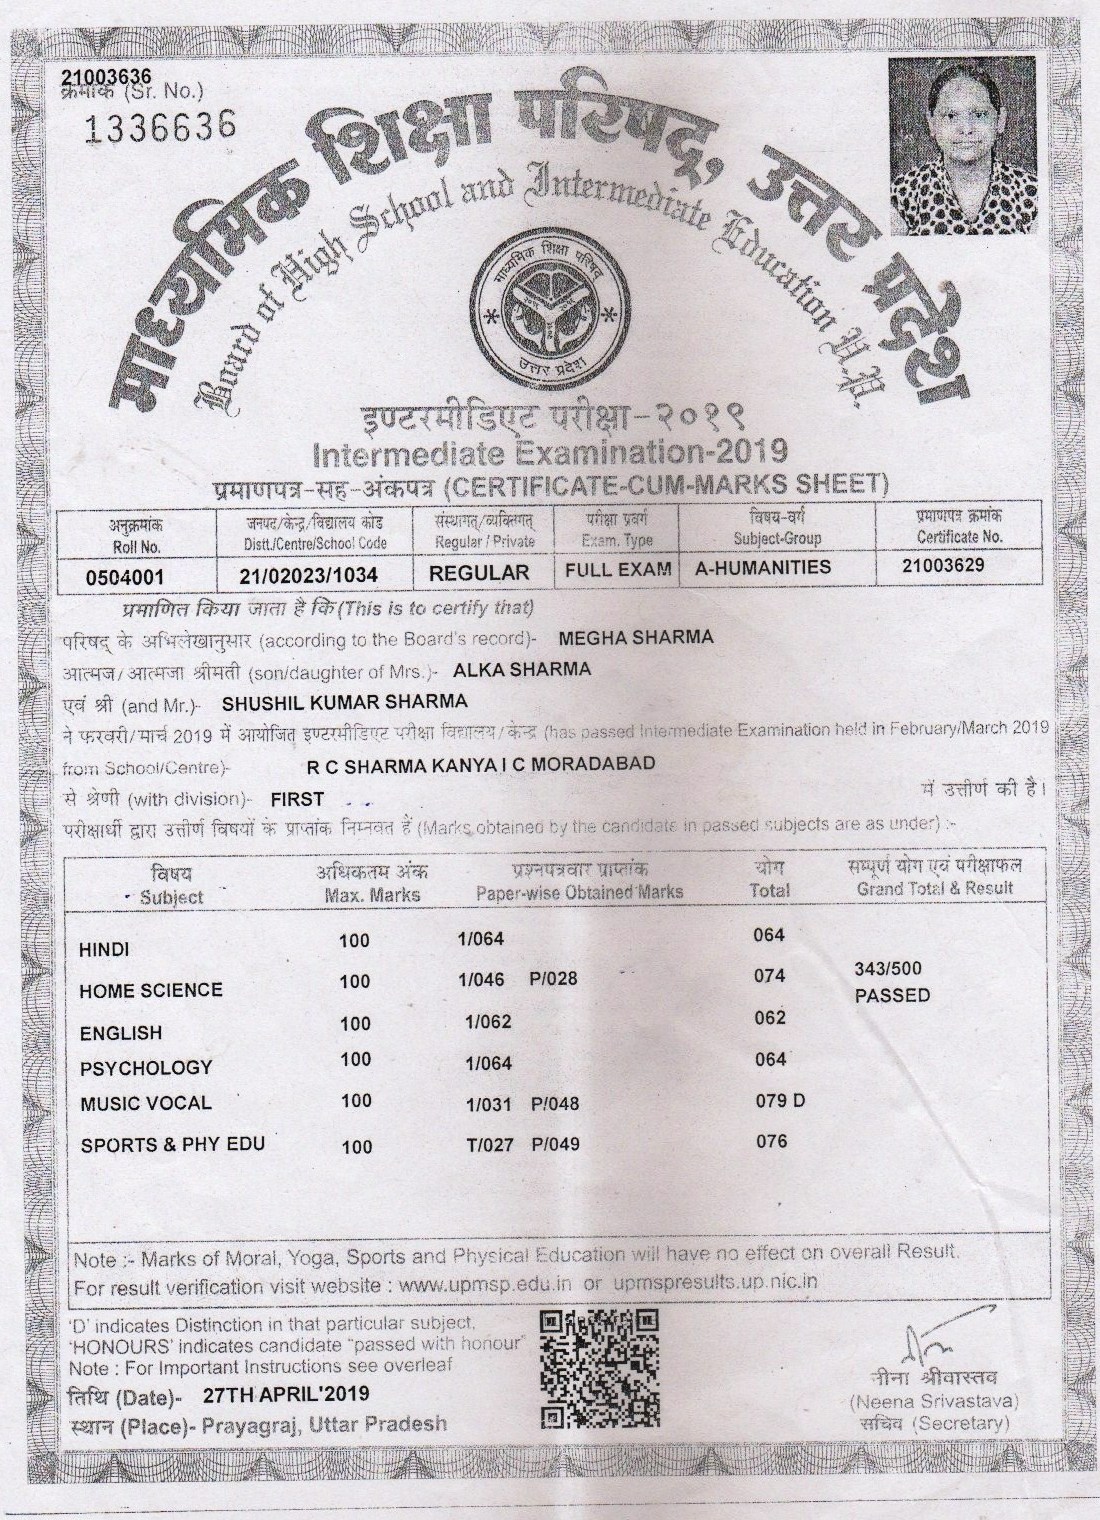 21003636
क्रमांक (Sr. No.)
1336636
माध्यमिक शिक्षा परिषद्, उत्तर प्रदेश
Board of High School and Intermediate Education U.P.
माध्यमिक शिक्षा परिषद्
उत्तर प्रदेश
इण्टरमीडिएट परीक्षा-२०१९
Intermediate Examination-2019
प्रमाणपत्र-सह-अंकपत्र (CERTIFICATE-CUM-MARKS SHEET)
अनुक्रमांक जनपद/केन्द्र/विद्यालय कोड संस्थागत्/व्यक्तिगत् परीक्षा प्रवर्ग विषय-वर्ग प्रमाणपत्र क्रमांक
Roll No. Distt./Centre/School Code Regular / Private Exam. Type Subject-Group Certificate No.
0504001 21/02023/1034 REGULAR FULL EXAM A-HUMANITIES 21003629
प्रमाणित किया जाता है कि (This is to certify that)
परिषद् के अभिलेखानुसार (according to the Board's record)- MEGHA SHARMA
आत्मज/आत्मजा श्रीमती (son/daughter of Mrs.)- ALKA SHARMA
एवं श्री (and Mr.)- SHUSHIL KUMAR SHARMA
ने फरवरी/मार्च 2019 में आयोजित इण्टरमीडिएट परीक्षा विद्यालय/केन्द्र (has passed Intermediate Examination held in February/March 2019
from School/Centre)- R C SHARMA KANYA I C MORADABAD
से श्रेणी (with division)- FIRST में उत्तीर्ण की है।
परीक्षार्थी द्वारा उत्तीर्ण विषयों के प्राप्तांक निम्नवत हैं (Marks obtained by the candidate in passed subjects are as under) :-
विषय अधिकतम अंक प्रश्नपत्रवार प्राप्तांक योग सम्पूर्ण योग एवं परीक्षाफल
Subject Max. Marks Paper-wise Obtained Marks Total Grand Total & Result
HINDI 100 1/064 064
HOME SCIENCE 100 1/046 P/028 074 343/500
PASSED
ENGLISH 100 1/062 062
PSYCHOLOGY 100 1/064 064
MUSIC VOCAL 100 1/031 P/048 079 D
SPORTS & PHY EDU 100 T/027 P/049 076
Note :- Marks of Moral, Yoga, Sports and Physical Education will have no effect on overall Result.
For result verification visit website : www.upmsp.edu.in or upmspresults.up.nic.in
'D' indicates Distinction in that particular subject,
'HONOURS' indicates candidate "passed with honour"
Note : For Important Instructions see overleaf
तिथि (Date)- 27TH APRIL'2019
स्थान (Place)- Prayagraj, Uttar Pradesh
नीना श्रीवास्तव
(Neena Srivastava)
सचिव (Secretary)